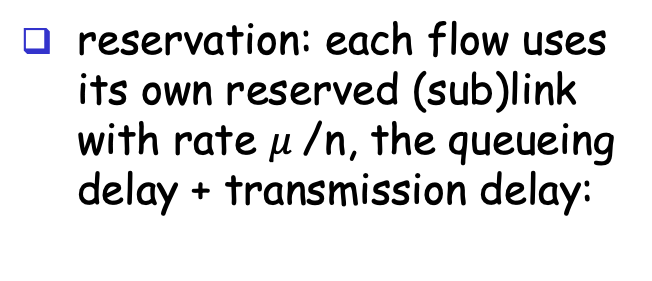 reservation: each flow uses
its own reserved (sub)link
with rate μ /n, the queueing
delay + transmission delay: